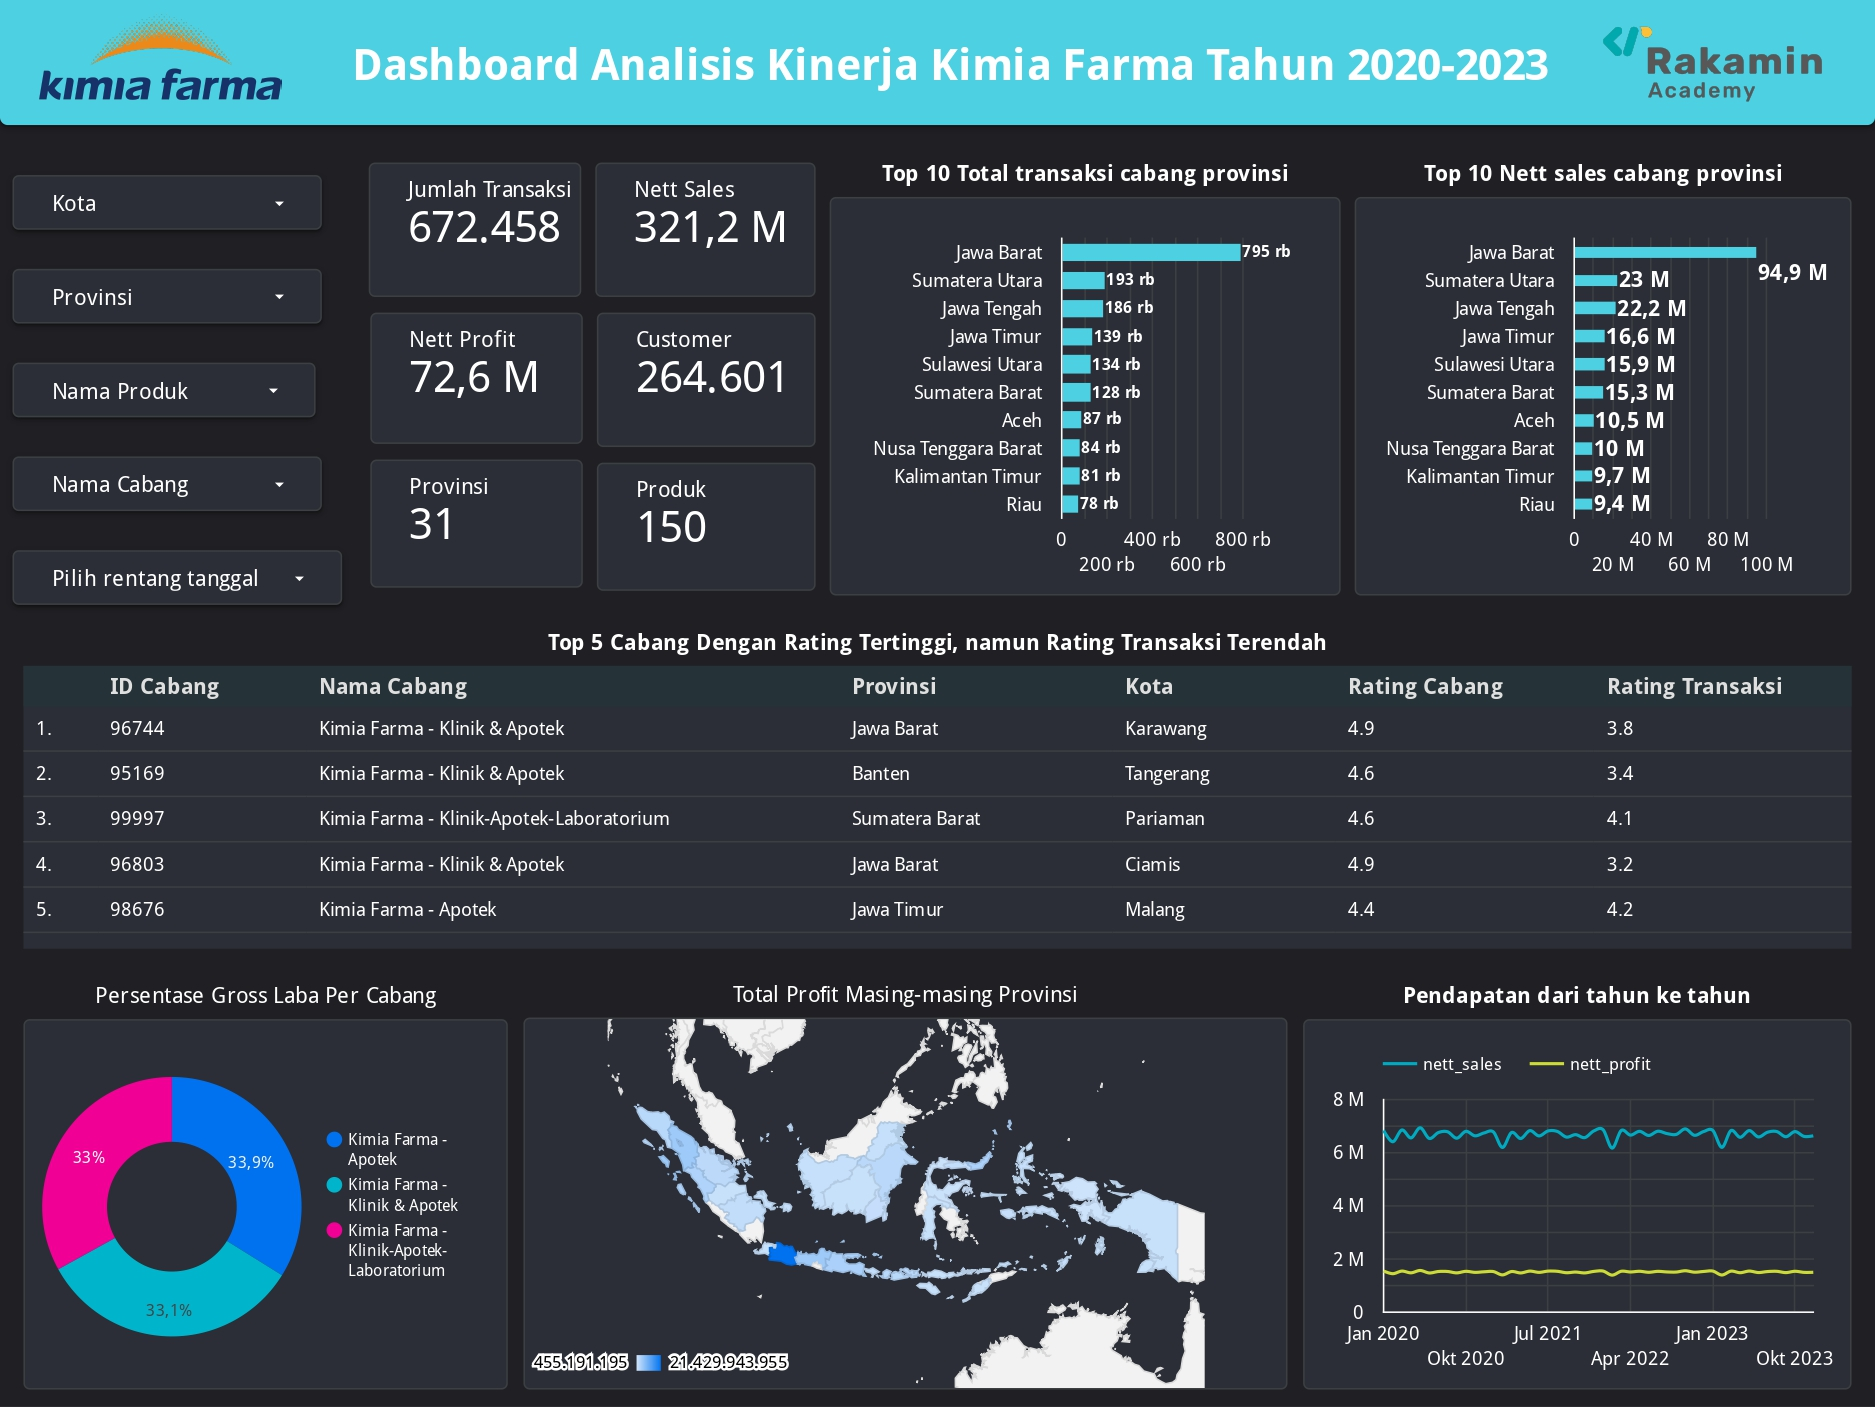 kimia farma
Dashboard Analisis Kinerja Kimia Farma Tahun 2020-2023
Rakamin
Academy
Kota
Provinsi
Nama Produk
Nama Cabang
Pilih rentang tanggal
Jumlah Transaksi
672.458
Nett Sales
321,2 M
Nett Profit
72,6 M
Customer
264.601
Provinsi
31
Produk
150
Top 10 Total transaksi cabang provinsi
Jawa Barat 795 rb
Sumatera Utara 193 rb
Jawa Tengah 186 rb
Jawa Timur 139 rb
Sulawesi Utara 134 rb
Sumatera Barat 128 rb
Aceh 87 rb
Nusa Tenggara Barat 84 rb
Kalimantan Timur 81 rb
Riau 78 rb
0 400 rb 800 rb
200 rb 600 rb
Top 10 Nett sales cabang provinsi
Jawa Barat 94,9 M
Sumatera Utara 23 M
Jawa Tengah 22,2 M
Jawa Timur 16,6 M
Sulawesi Utara 15,9 M
Sumatera Barat 15,3 M
Aceh 10,5 M
Nusa Tenggara Barat 10 M
Kalimantan Timur 9,7 M
Riau 9,4 M
0 40 M 80 M
20 M 60 M 100 M
Top 5 Cabang Dengan Rating Tertinggi, namun Rating Transaksi Terendah
ID Cabang Nama Cabang Provinsi Kota Rating Cabang Rating Transaksi
1. 96744 Kimia Farma - Klinik & Apotek Jawa Barat Karawang 4.9 3.8
2. 95169 Kimia Farma - Klinik & Apotek Banten Tangerang 4.6 3.4
3. 99997 Kimia Farma - Klinik-Apotek-Laboratorium Sumatera Barat Pariaman 4.6 4.1
4. 96803 Kimia Farma - Klinik & Apotek Jawa Barat Ciamis 4.9 3.2
5. 98676 Kimia Farma - Apotek Jawa Timur Malang 4.4 4.2
Persentase Gross Laba Per Cabang
33%
33,9%
33,1%
Kimia Farma -
Apotek
Kimia Farma -
Klinik & Apotek
Kimia Farma -
Klinik-Apotek-
Laboratorium
Total Profit Masing-masing Provinsi
455.191.195 21.429.943.955
Pendapatan dari tahun ke tahun
nett_sales nett_profit
8 M
6 M
4 M
2 M
0
Jan 2020 Jul 2021 Jan 2023
Okt 2020 Apr 2022 Okt 2023